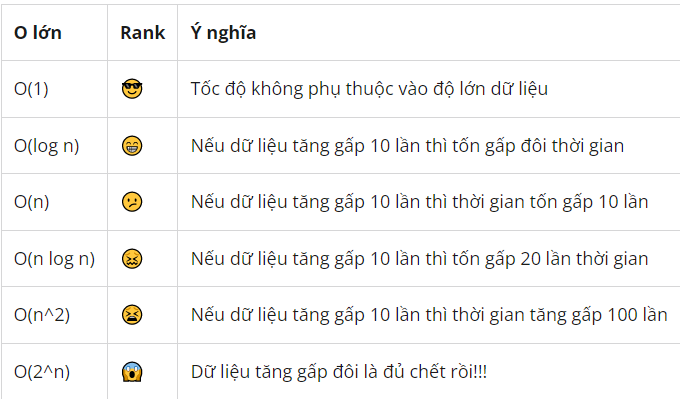 O lớn Rank Ý nghĩa
O(1) 😎 Tốc độ không phụ thuộc vào độ lớn dữ liệu
O(log n) 😁 Nếu dữ liệu tăng gấp 10 lần thì tốn gấp đôi thời gian
O(n) 😕 Nếu dữ liệu tăng gấp 10 lần thì thời gian tốn gấp 10 lần
O(n log n) 😖 Nếu dữ liệu tăng gấp 10 lần thì tốn gấp 20 lần thời gian
O(n^2) 😫 Nếu dữ liệu tăng gấp 10 lần thì thời gian tăng gấp 100 lần
O(2^n) 😱 Dữ liệu tăng gấp đôi là đủ chết rồi!!!